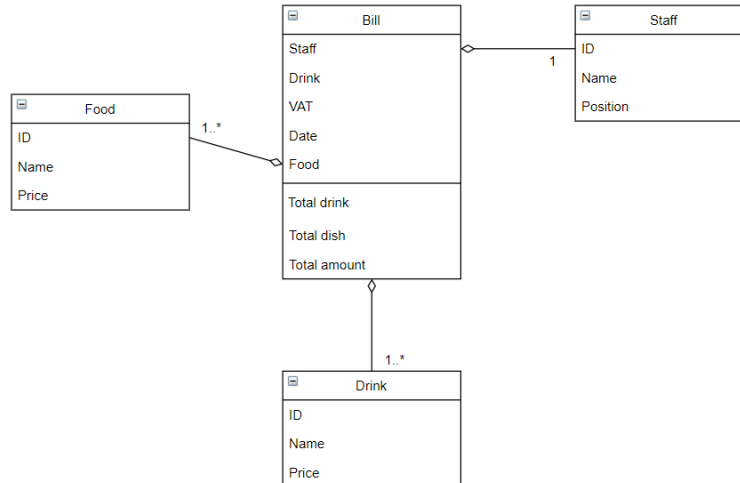 Bill
Staff
Drink
VAT
Date
Food
Total drink
Total dish
Total amount
1
Staff
ID
Name
Position
Food
ID
Name
Price
1..*
1..*
Drink
ID
Name
Price